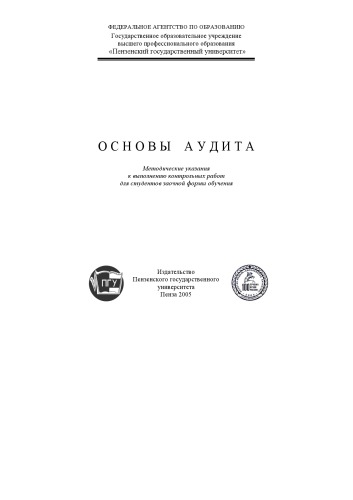 ФЕДЕРАЛЬНОЕ АГЕНТСТВО ПО ОБРАЗОВАНИЮ
Государственное образовательное учреждение
высшего профессионального образования
«Пензенский государственный университет»
ОСНОВЫ АУДИТА
Методические указания
к выполнению контрольных работ
для студентов заочной формы обучения
ПГУ
Издательство
Пензенского государственного
университета
Пенза 2005